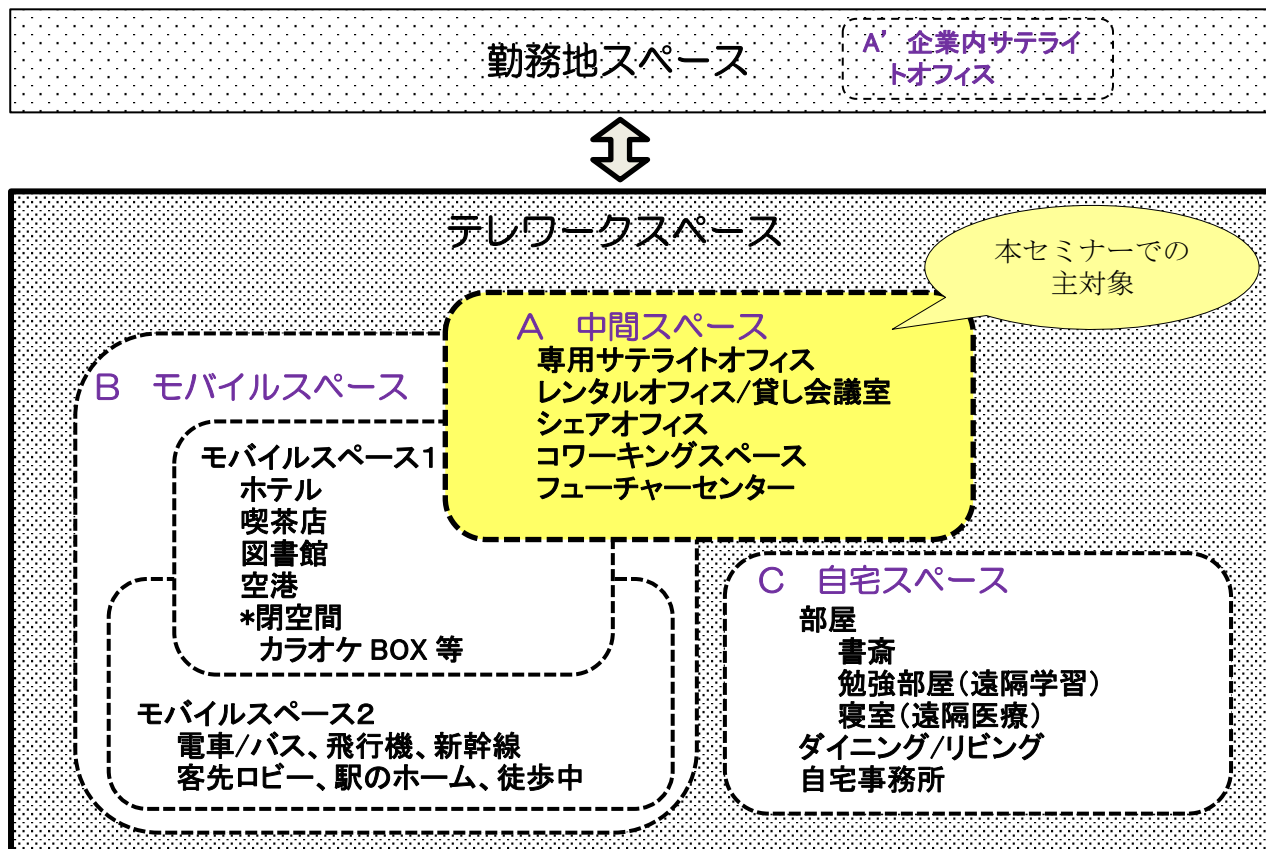 勤務地スペース
A’ 企業内サテライ
トオフィス
テレワークスペース
本セミナーでの
主対象
A 中間スペース
専用サテライトオフィス
レンタルオフィス/貸し会議室
シェアオフィス
コワーキングスペース
フューチャーセンター
B モバイルスペース
モバイルスペース1
ホテル
喫茶店
図書館
空港
*閉空間
カラオケ BOX 等
モバイルスペース2
電車/バス、飛行機、新幹線
客先ロビー、駅のホーム、徒歩中
C 自宅スペース
部屋
書斎
勉強部屋(遠隔学習)
寝室(遠隔医療)
ダイニング/リビング
自宅事務所